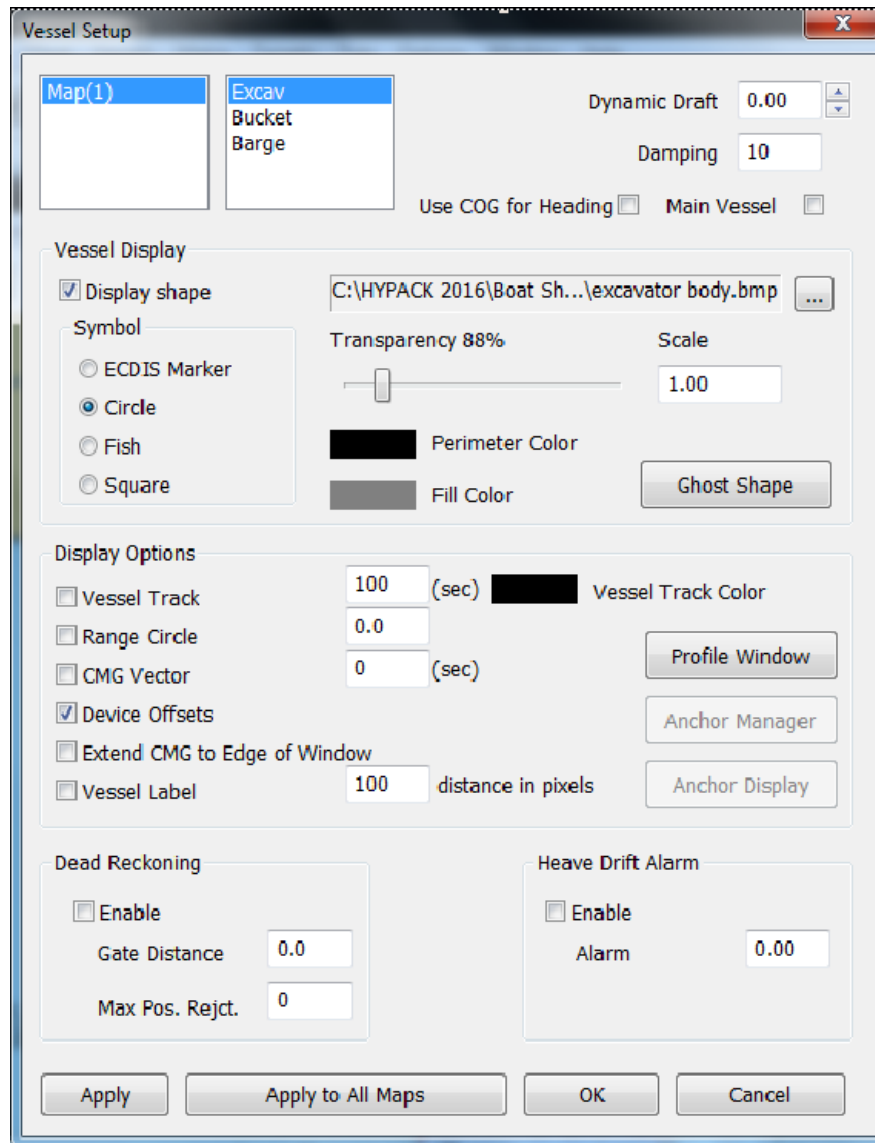 Vessel Setup
Map(1)
Excav
Bucket
Barge
Dynamic Draft 0.00
Damping 10
Use COG for Heading Main Vessel
Vessel Display
Display shape C:\HYPACK 2016\Boat Sh...\excavator body.bmp ...
Symbol
Transparency 88% Scale
ECDIS Marker
1.00
Circle
Fish
Perimeter Color
Square
Fill Color
Ghost Shape
Display Options
Vessel Track 100 (sec) Vessel Track Color
Range Circle 0.0
CMG Vector 0 (sec)
Profile Window
Device Offsets
Anchor Manager
Extend CMG to Edge of Window
Vessel Label 100 distance in pixels
Anchor Display
Dead Reckoning
Enable
Gate Distance 0.0
Max Pos. Rejct. 0
Heave Drift Alarm
Enable
Alarm 0.00
Apply Apply to All Maps OK Cancel